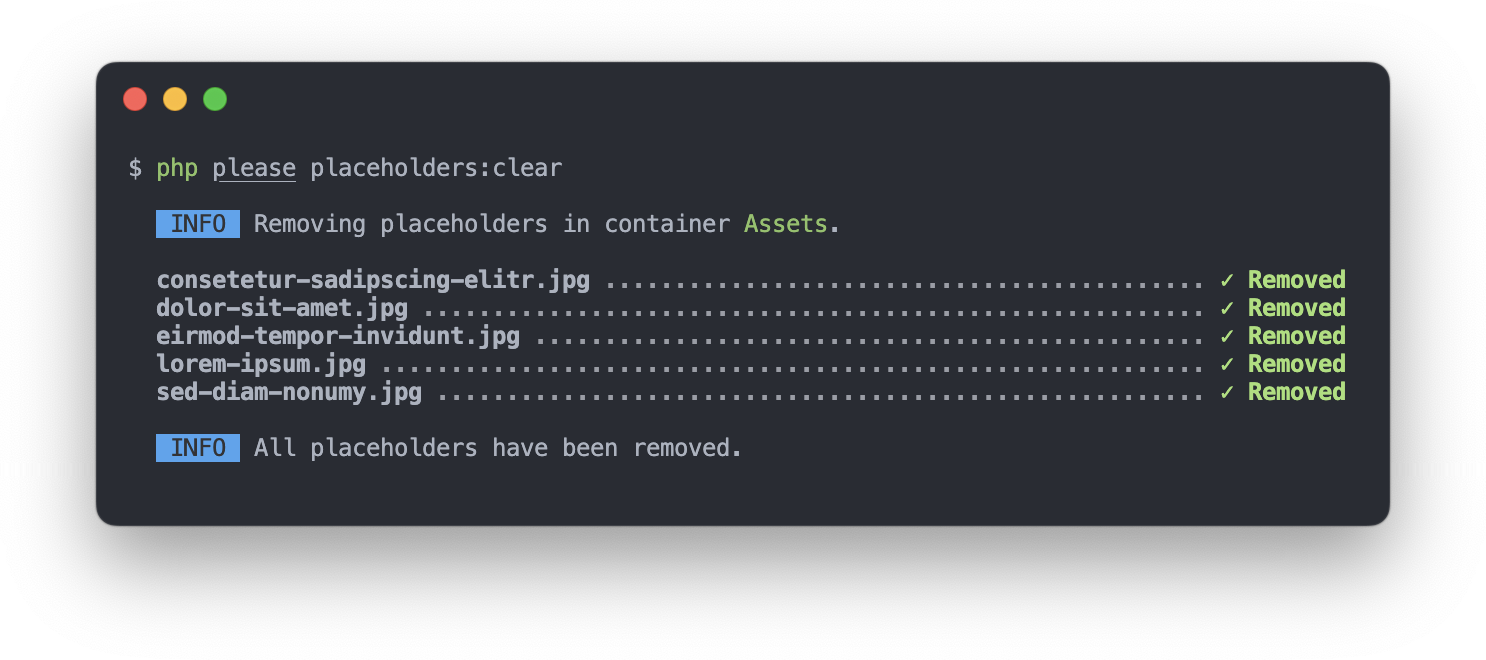 $ php please placeholders:clear
INFO Removing placeholders in container Assets.
consetetur-sadipscing-elitr.jpg ........................................... ✓ Removed
dolor-sit-amet.jpg ........................................................ ✓ Removed
eirmod-tempor-invidunt.jpg ................................................ ✓ Removed
lorem-ipsum.jpg ........................................................... ✓ Removed
sed-diam-nonumy.jpg ....................................................... ✓ Removed
INFO All placeholders have been removed.